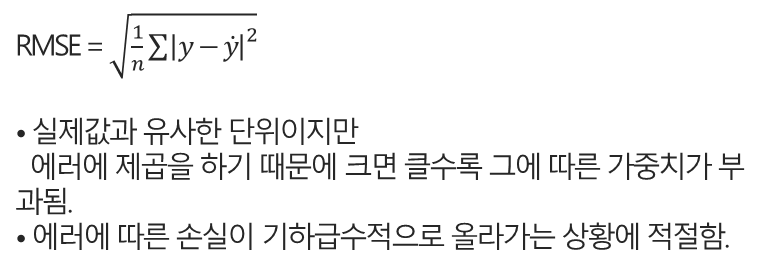 RMSE = √(1/n ∑|y − ẏ|²)
• 실제값과 유사한 단위이지만
에러에 제곱을 하기 때문에 크면 클수록 그에 따른 가중치가 부
과됨.
• 에러에 따른 손실이 기하급수적으로 올라가는 상황에 적절함.